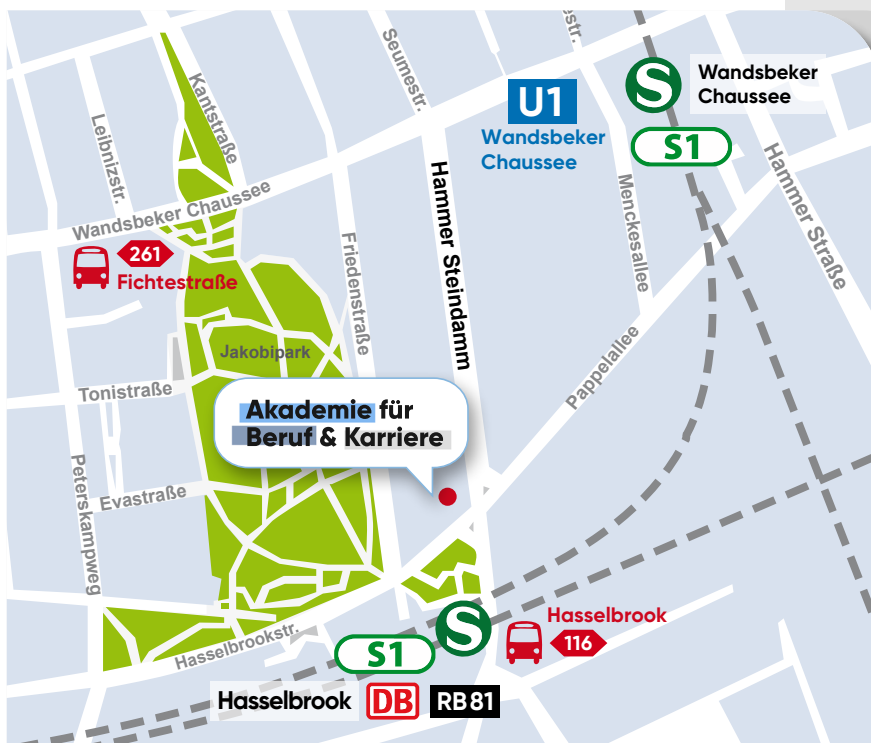 estr.
Seumestr.
Kantstraße
Leibnizstr.
U1
Wandsbeker
Chaussee
S
Wandsbeker
Chaussee
S1
Hammer Straße
Menckesallee
Hammer Steindamm
Wandsbeker Chaussee
261
Fichtestraße
Friedenstraße
Jakobipark
Pappelallee
Tonistraße
Akademie für
Beruf & Karriere
Peterskampweg
Evastraße
Hasselbrookstr.
S1
S
Hasselbrook
116
Hasselbrook DB RB81